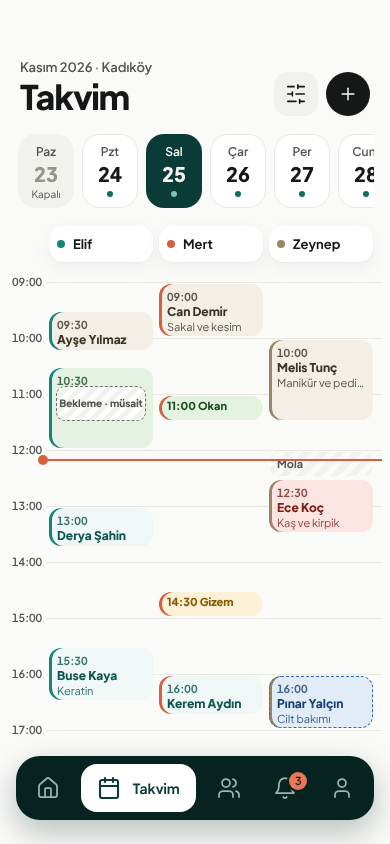 Kasım 2026 · Kadıköy
Takvim
Paz
23
Kapalı
Pzt
24
Sal
25
Çar
26
Per
27
Cum
28
Elif
Mert
Zeynep
09:00
10:00
11:00
12:00
13:00
14:00
15:00
16:00
17:00
09:30
Ayşe Yılmaz
10:30
Bekleme · müsait
13:00
Derya Şahin
15:30
Buse Kaya
Keratin
09:00
Can Demir
Sakal ve kesim
11:00 Okan
14:30 Gizem
16:00
Kerem Aydın
10:00
Melis Tunç
Manikür ve pedi...
Mola
12:30
Ece Koç
Kaş ve kirpik
16:00
Pınar Yalçın
Cilt bakımı
Takvim
3